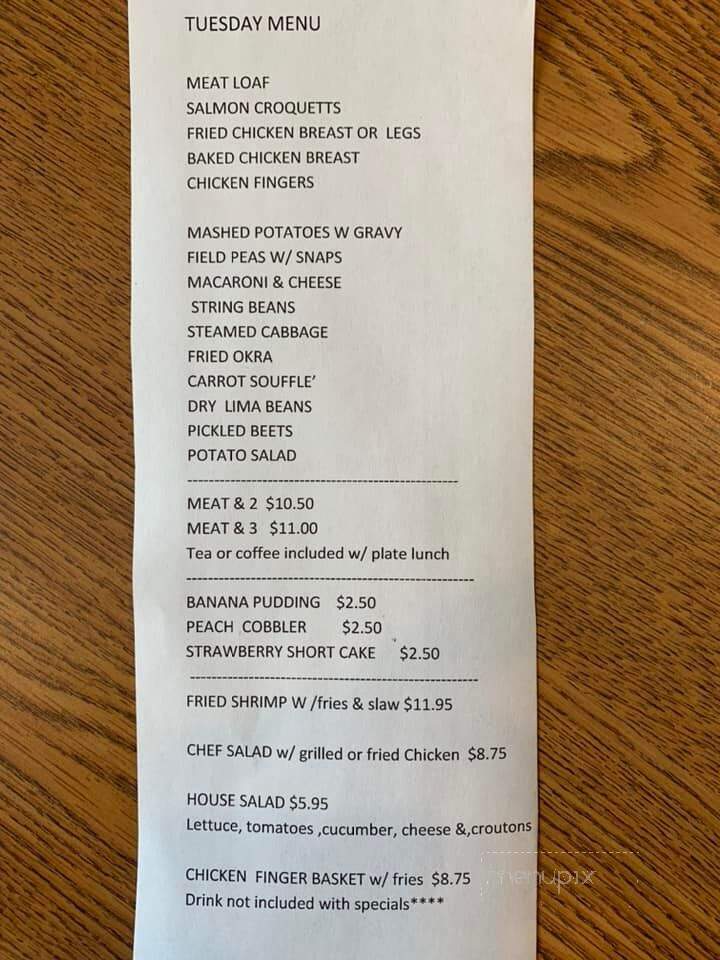 TUESDAY MENU
MEAT LOAF
SALMON CROQUETTS
FRIED CHICKEN BREAST OR LEGS
BAKED CHICKEN BREAST
CHICKEN FINGERS
MASHED POTATOES W GRAVY
FIELD PEAS W/ SNAPS
MACARONI & CHEESE
STRING BEANS
STEAMED CABBAGE
FRIED OKRA
CARROT SOUFFLE'
DRY LIMA BEANS
PICKLED BEETS
POTATO SALAD
---------------------------------------------------
MEAT & 2 $10.50
MEAT & 3 $11.00
Tea or coffee included w/ plate lunch
------------------------------------------------------
BANANA PUDDING $2.50
PEACH COBBLER $2.50
STRAWBERRY SHORT CAKE $2.50
------------------------------------------------------
FRIED SHRIMP W /fries & slaw $11.95
CHEF SALAD w/ grilled or fried Chicken $8.75
HOUSE SALAD $5.95
Lettuce, tomatoes ,cucumber, cheese &,croutons
CHICKEN FINGER BASKET w/ fries $8.75
Drink not included with specials****
menupix